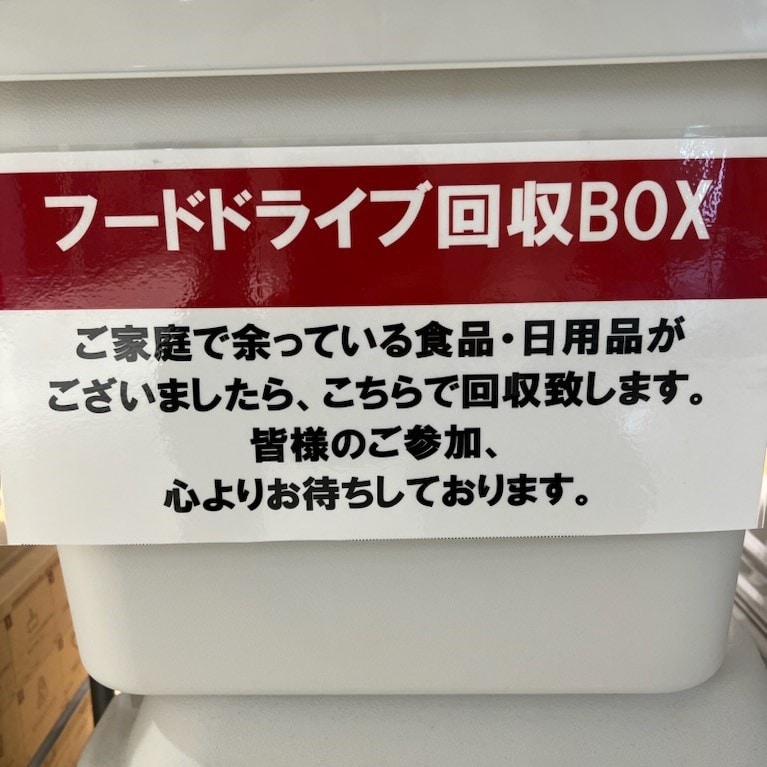 フードドライブ回収BOX
ご家庭で余っている食品・日用品が
ございましたら、こちらで回収致します。
皆様のご参加、
心よりお待ちしております。